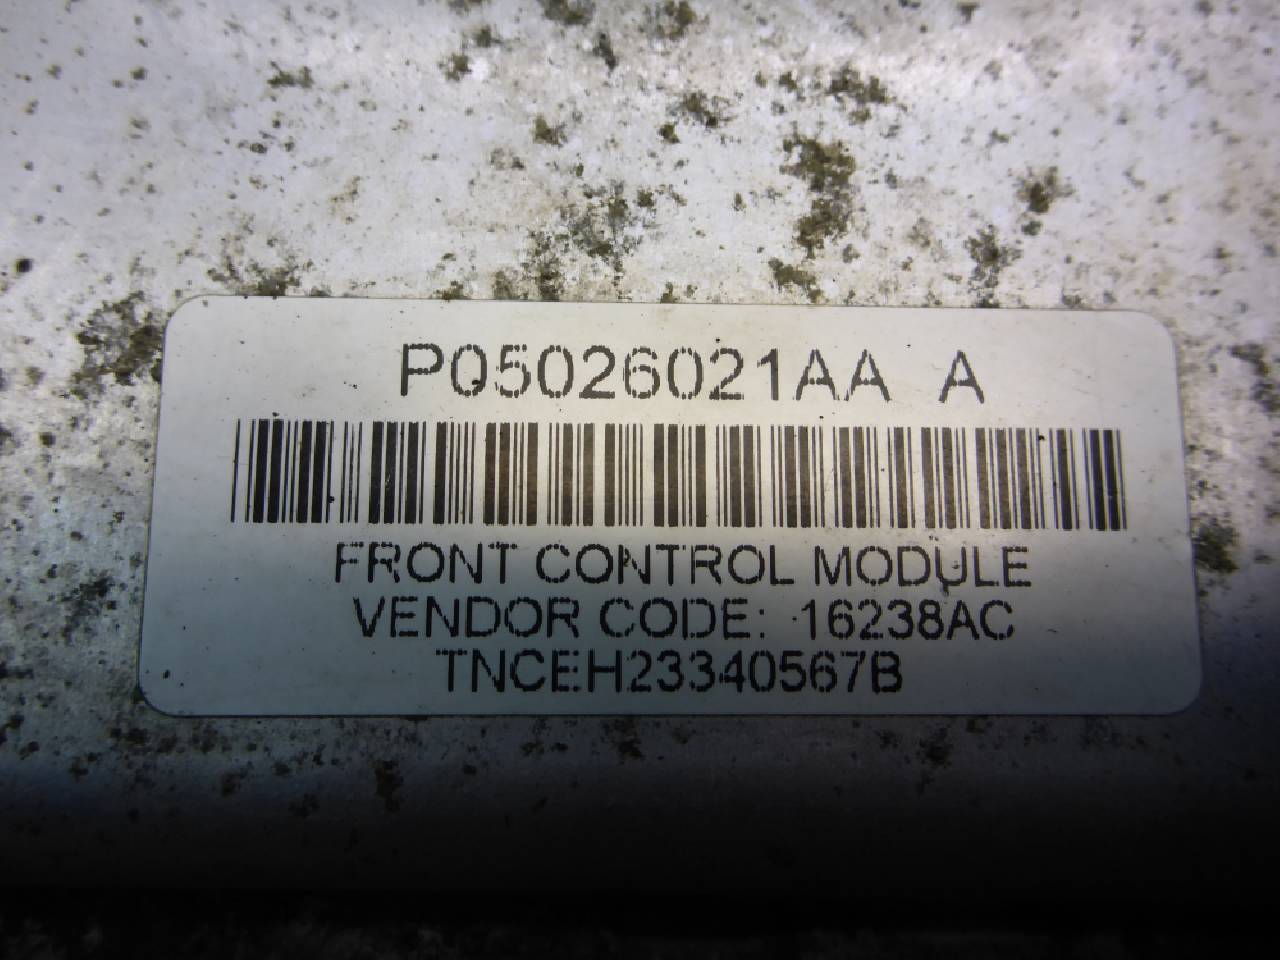 P05026021AA A
FRONT CONTROL MODULE
VENDOR CODE: 16238AC
TNCEH23340567B